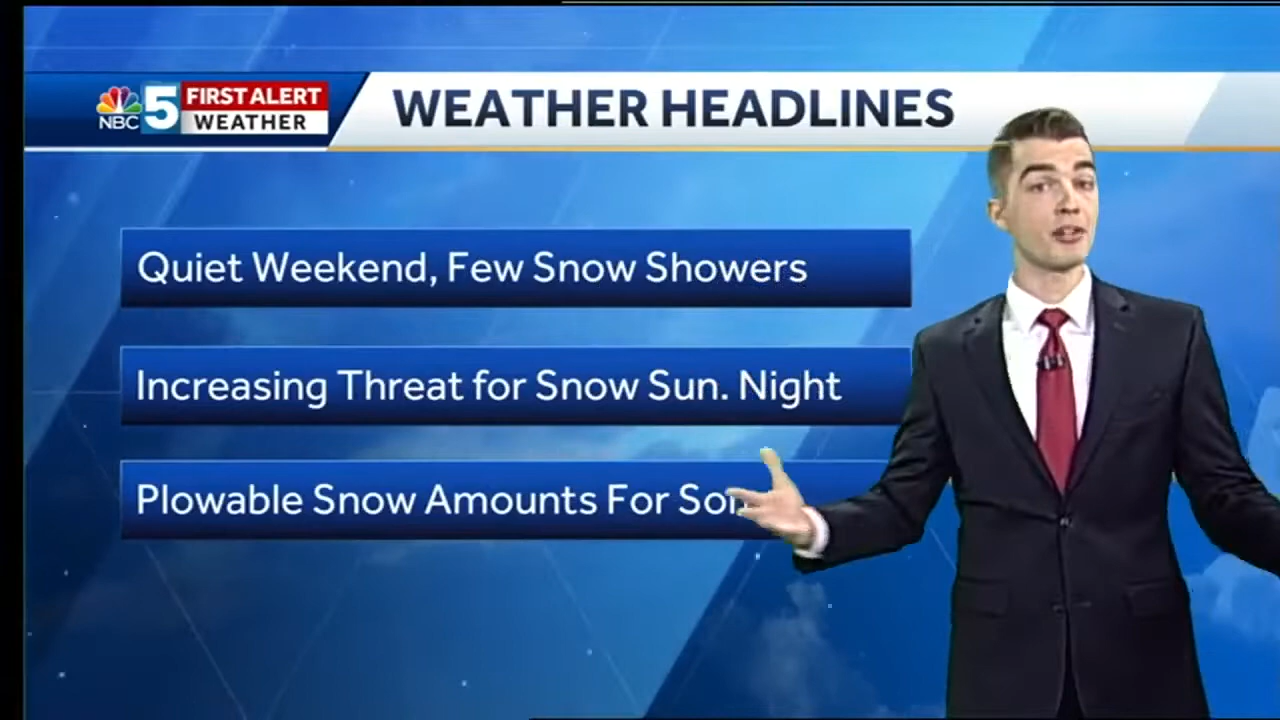 NBC 5 FIRST ALERT WEATHER
WEATHER HEADLINES
Quiet Weekend, Few Snow Showers
Increasing Threat for Snow Sun. Night
Plowable Snow Amounts For